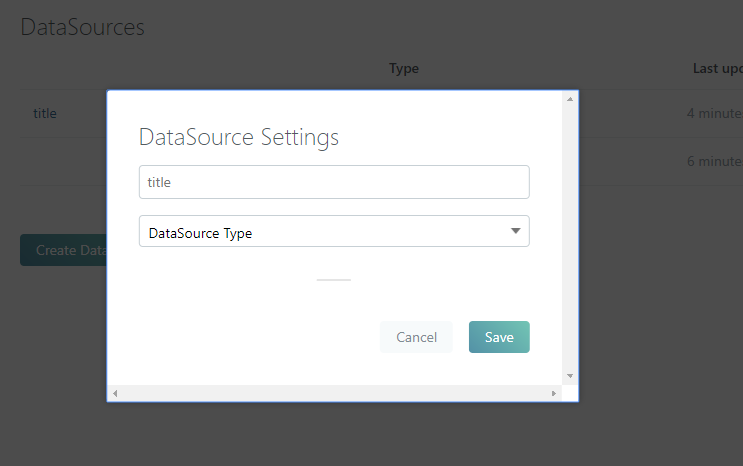 DataSources
Type
Last upd
title
4 minute
6 minute
Create Data
DataSource Settings
title
DataSource Type
Cancel
Save